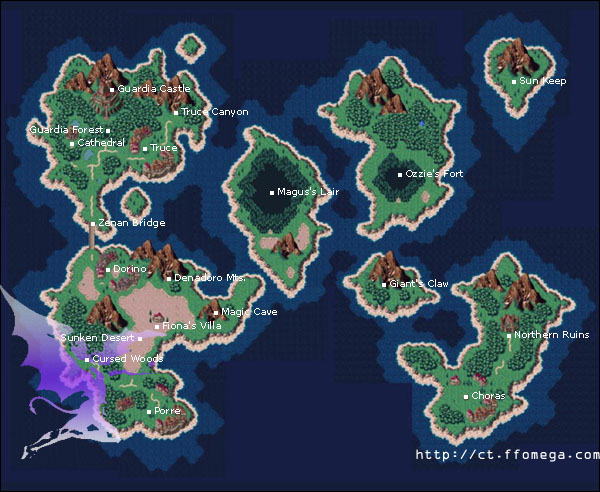 Sun Keep
Guardia Castle
Truce Canyon
Guardia Forest
Cathedral
Truce
Ozzie's Fort
Magus's Lair
Zenan Bridge
Dorino
Denadoro Mts.
Giant's Claw
Magic Cave
Fiona's Villa
Sunken Desert
Northern Ruins
Cursed Woods
Choras
Porre
http://ct.ffomega.com